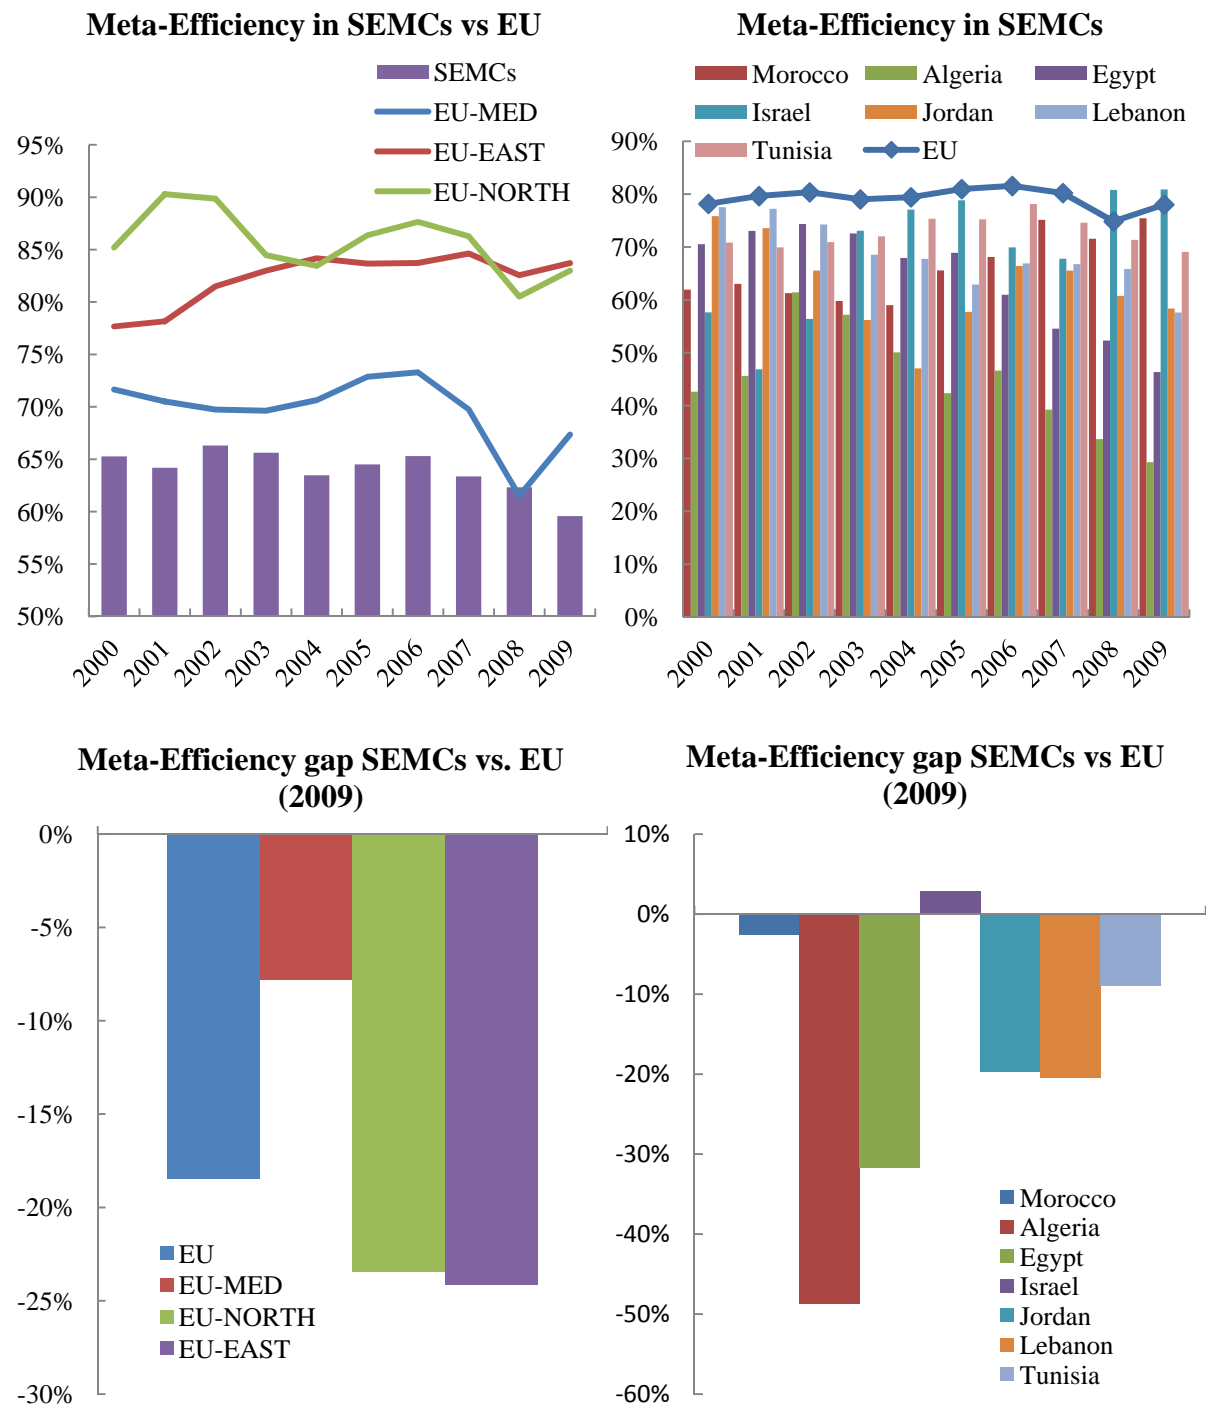 Meta-Efficiency in SEMCs vs EU
SEMCs
EU-MED
EU-EAST
EU-NORTH
95%
90%
85%
80%
75%
70%
65%
60%
55%
50%
2000
2001
2002
2003
2004
2005
2006
2007
2008
2009
Meta-Efficiency in SEMCs
Morocco
Algeria
Egypt
Israel
Jordan
Lebanon
Tunisia
EU
90%
80%
70%
60%
50%
40%
30%
20%
10%
0%
2000
2001
2002
2003
2004
2005
2006
2007
2008
2009
Meta-Efficiency gap SEMCs vs. EU
(2009)
0%
-5%
-10%
-15%
-20%
-25%
-30%
EU
EU-MED
EU-NORTH
EU-EAST
Meta-Efficiency gap SEMCs vs EU
(2009)
10%
0%
-10%
-20%
-30%
-40%
-50%
-60%
Morocco
Algeria
Egypt
Israel
Jordan
Lebanon
Tunisia